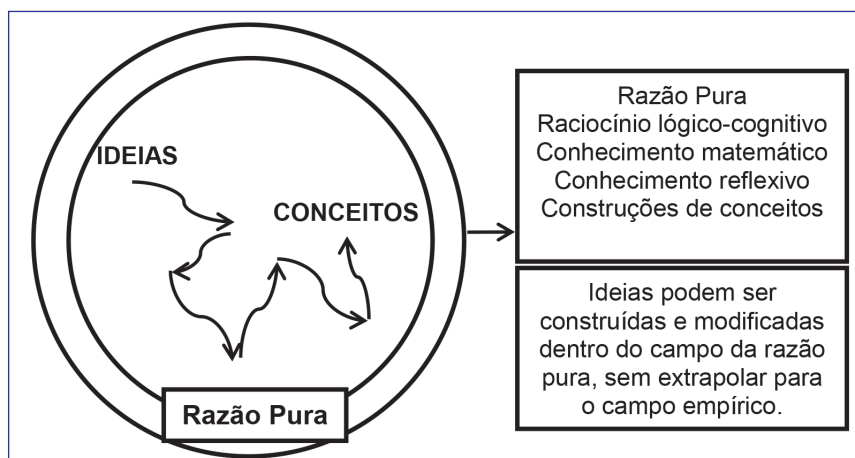 IDEIAS
CONCEITOS
Razão Pura
Razão Pura
Raciocínio lógico-cognitivo
Conhecimento matemático
Conhecimento reflexivo
Construções de conceitos
Ideias podem ser
construídas e modificadas
dentro do campo da razão
pura, sem extrapolar para
o campo empírico.